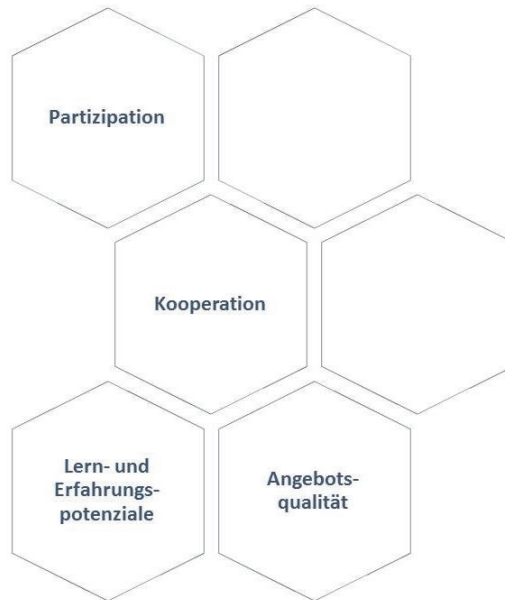 Partizipation
Kooperation
Lern- und
Erfahrungs-
potenziale
Angebots-
qualität